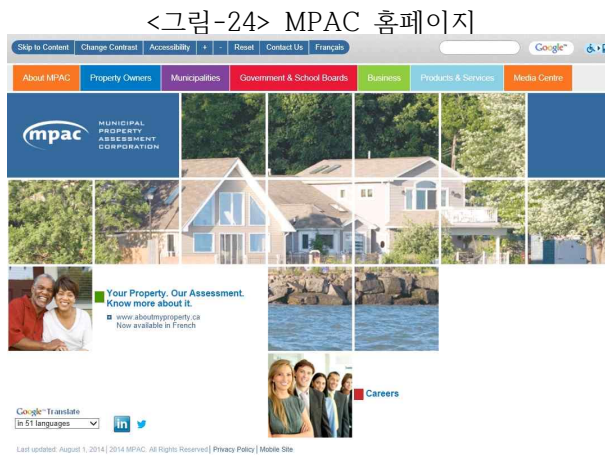 <그림-24> MPAC 홈페이지
Skip to Content Change Contrast Accessibility + - Reset Contact Us Français Google™
About MPAC Property Owners Municipalities Government & School Boards Business Products & Services Media Centre
mpac
MUNICIPAL
PROPERTY
ASSESSMENT
CORPORATION
Your Property. Our Assessment.
Know more about it.
www.aboutmyproperty.ca
Now available in French
Careers
Google™ Translate
in 51 languages
in
Last updated: August 1, 2014 | 2014 MPAC. All Rights Reserved | Privacy Policy | Mobile Site